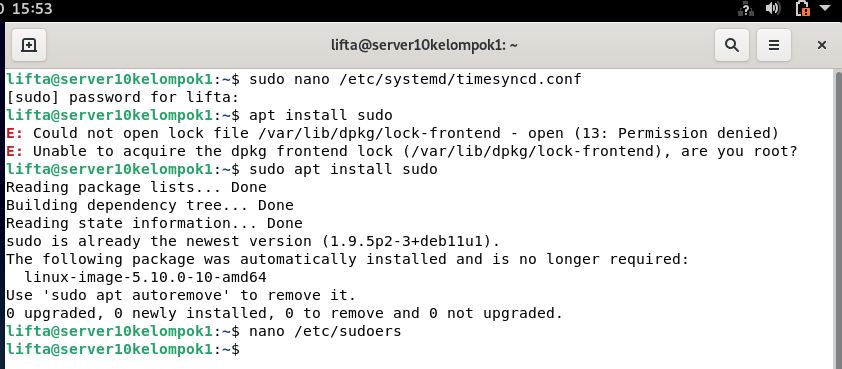 15:53
lifta@server10kelompok1: ~
lifta@server10kelompok1:~$ sudo nano /etc/systemd/timesyncd.conf
[sudo] password for lifta:
lifta@server10kelompok1:~$ apt install sudo
E: Could not open lock file /var/lib/dpkg/lock-frontend - open (13: Permission denied)
E: Unable to acquire the dpkg frontend lock (/var/lib/dpkg/lock-frontend), are you root?
lifta@server10kelompok1:~$ sudo apt install sudo
Reading package lists... Done
Building dependency tree... Done
Reading state information... Done
sudo is already the newest version (1.9.5p2-3+deb11u1).
The following package was automatically installed and is no longer required:
  linux-image-5.10.0-10-amd64
Use 'sudo apt autoremove' to remove it.
0 upgraded, 0 newly installed, 0 to remove and 0 not upgraded.
lifta@server10kelompok1:~$ nano /etc/sudoers
lifta@server10kelompok1:~$